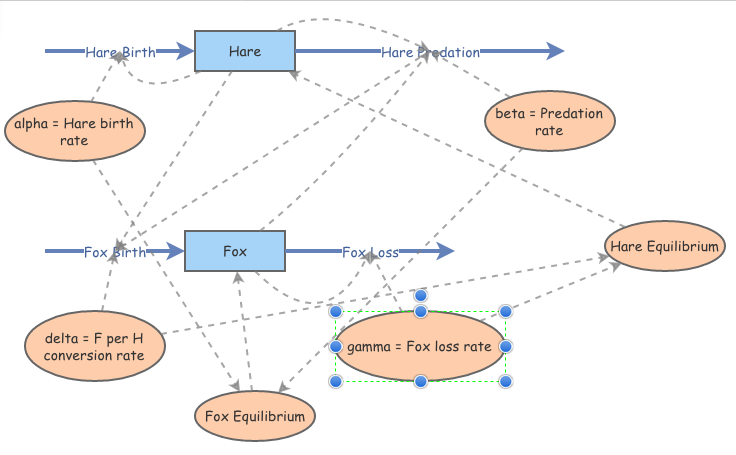 Hare Birth
Hare
Hare Predation
alpha = Hare birth
rate
beta = Predation
rate
Fox Birth
Fox
Fox Loss
Hare Equilibrium
delta = F per H
conversion rate
gamma = Fox loss rate
Fox Equilibrium